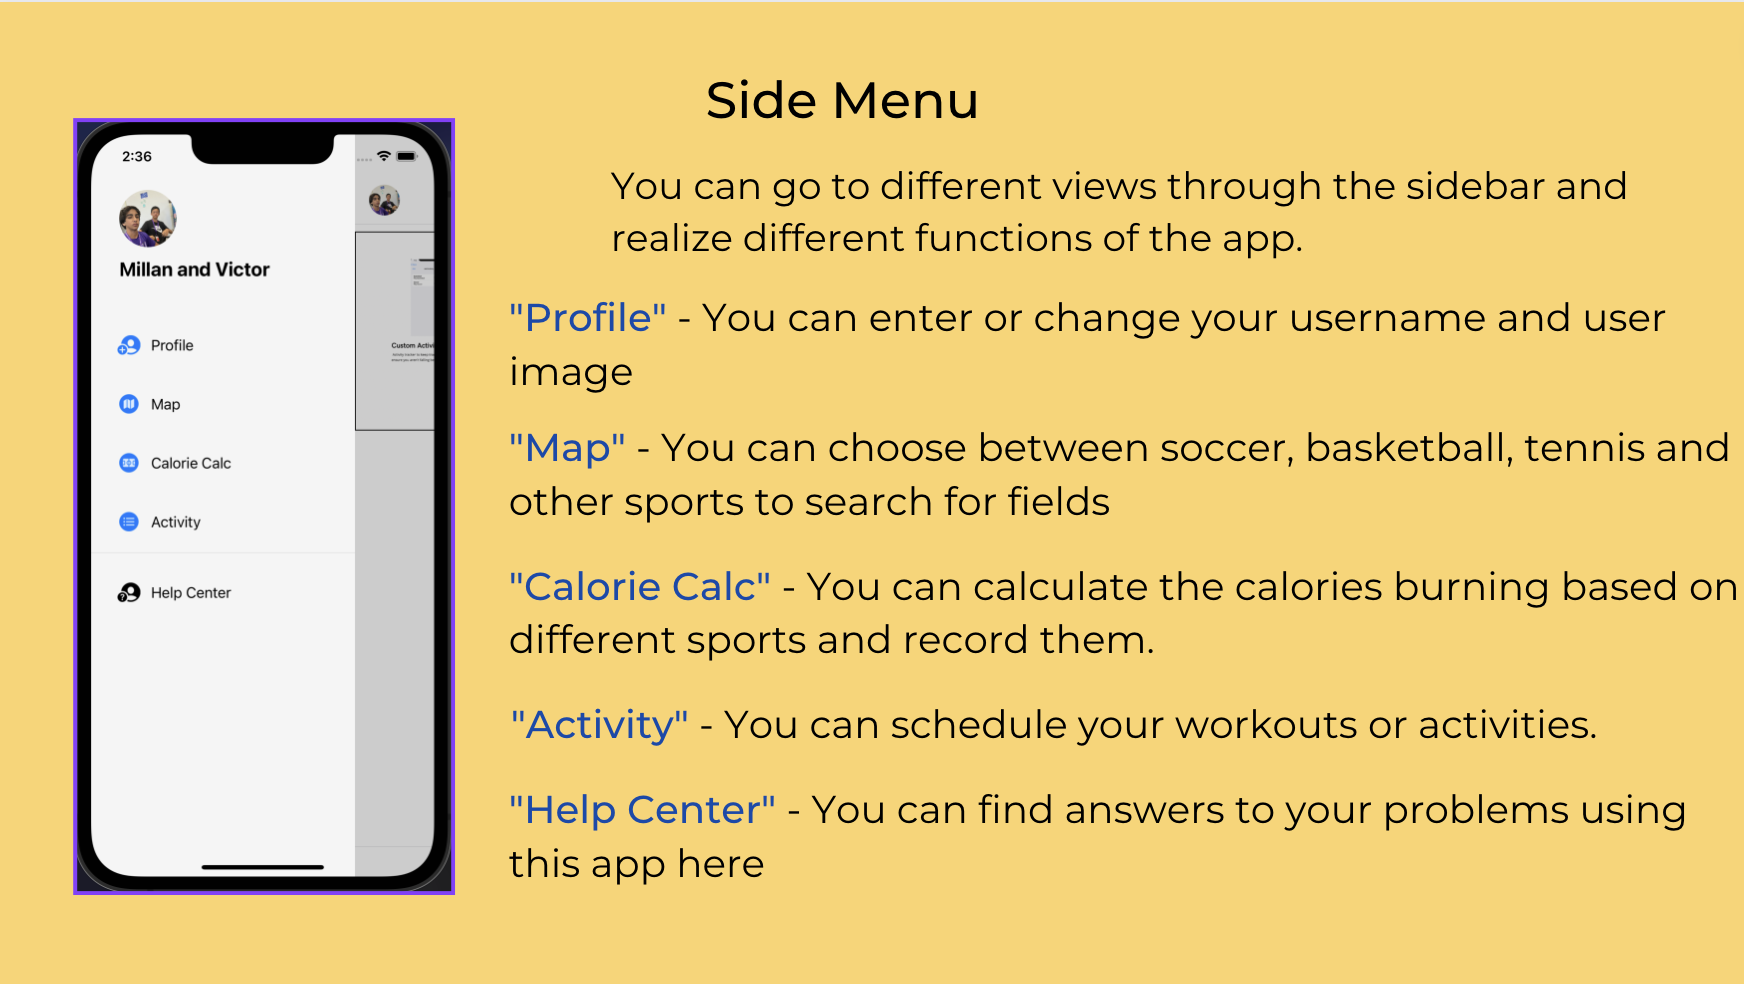 Side Menu
You can go to different views through the sidebar and
realize different functions of the app.
"Profile" - You can enter or change your username and user
image
"Map" - You can choose between soccer, basketball, tennis and
other sports to search for fields
"Calorie Calc" - You can calculate the calories burning based on
different sports and record them.
"Activity" - You can schedule your workouts or activities.
"Help Center" - You can find answers to your problems using
this app here
2:36
Millan and Victor
Profile
Map
Calorie Calc
Activity
Help Center
Custom Activi